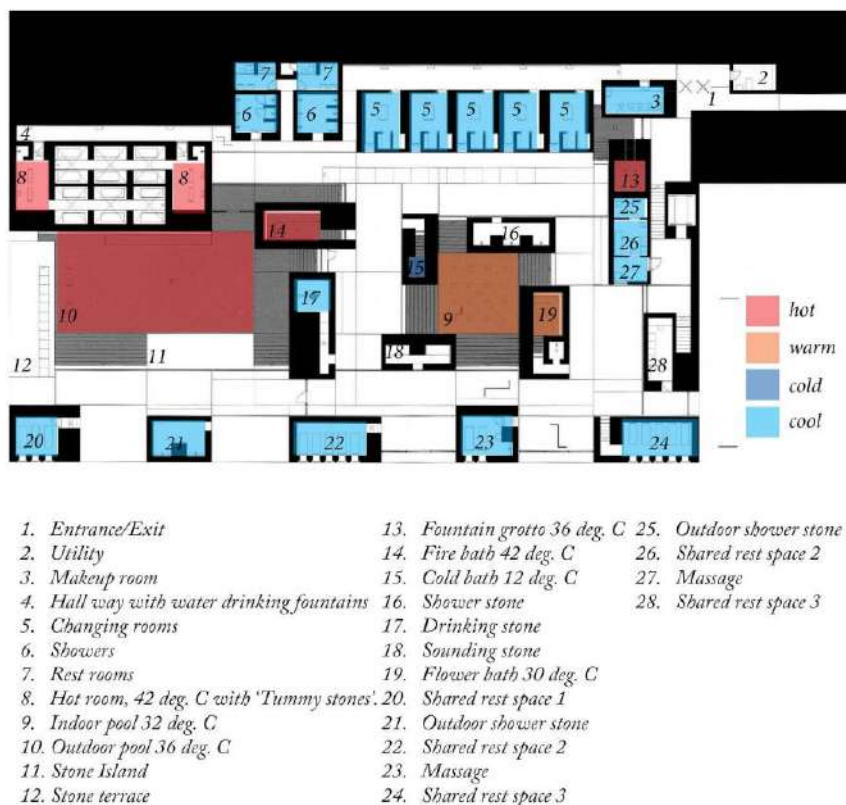 7 7 2
6 6 5 5 5 5 5 3 1
4
8 8 13
25
14 16 26
15 27
17
10 9 19
11 18
12 28
20 21 22 23 24
hot
warm
cold
cool
1. Entrance/Exit
2. Utility
3. Makeup room
4. Hall way with water drinking fountains
5. Changing rooms
6. Showers
7. Rest rooms
8. Hot room, 42 deg. C with 'Tummy stones'.
9. Indoor pool 32 deg. C
10. Outdoor pool 36 deg. C
11. Stone Island
12. Stone terrace
13. Fountain grotto 36 deg. C
14. Fire bath 42 deg. C
15. Cold bath 12 deg. C
16. Shower stone
17. Drinking stone
18. Sounding stone
19. Flower bath 30 deg. C
20. Shared rest space 1
21. Outdoor shower stone
22. Shared rest space 2
23. Massage
24. Shared rest space 3
25. Outdoor shower stone
26. Shared rest space 2
27. Massage
28. Shared rest space 3